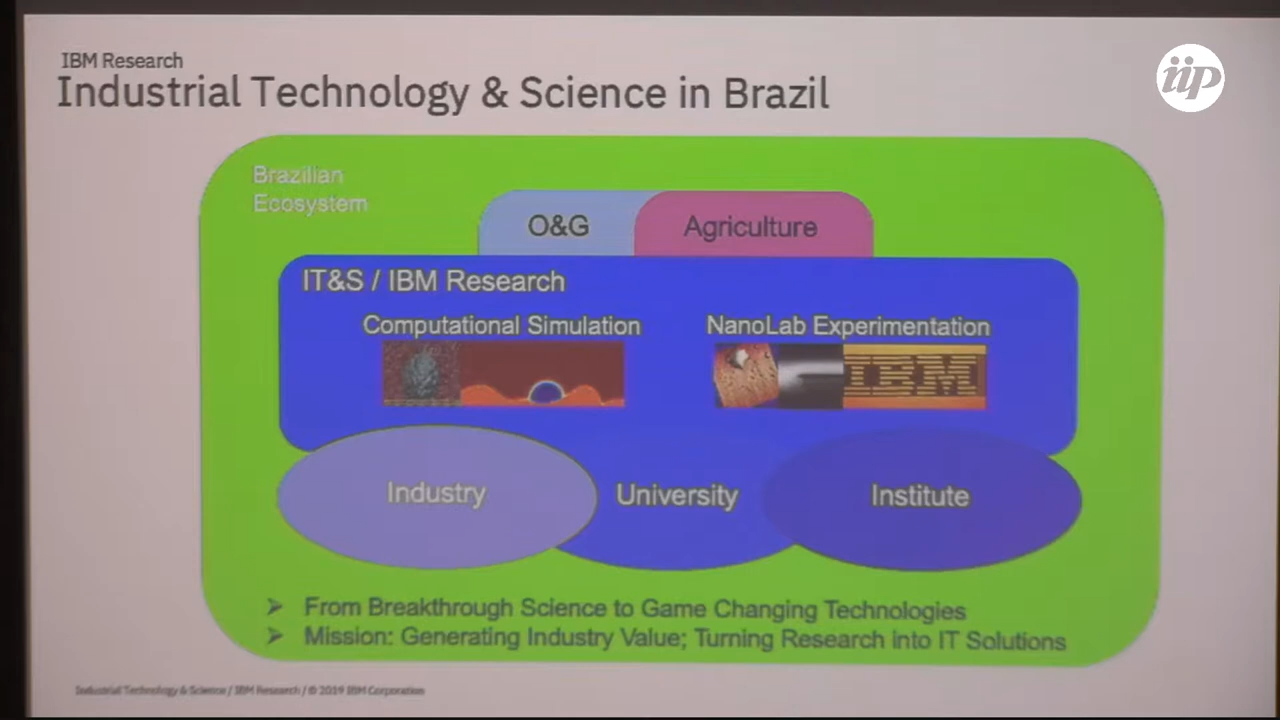 IBM Research
Industrial Technology & Science in Brazil
iip
Brazilian
Ecosystem
O&G
Agriculture
IT&S / IBM Research
Computational Simulation
NanoLab Experimentation
IBM
Industry
University
Institute
➢ From Breakthrough Science to Game Changing Technologies
➢ Mission: Generating Industry Value; Turning Research into IT Solutions
Industrial Technology & Science / IBM Research / © 2019 IBM Corporation